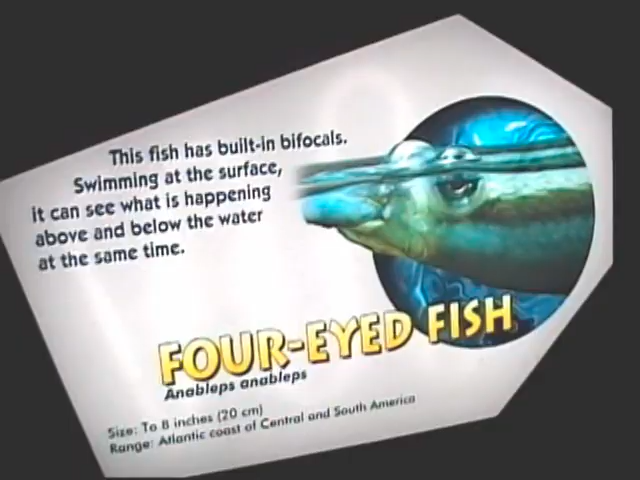 This fish has built-in bifocals.
Swimming at the surface,
it can see what is happening
above and below the water
at the same time.
FOUR-EYED FISH
Anableps anableps
Size: To 8 inches (20 cm)
Range: Atlantic coast of Central and South America